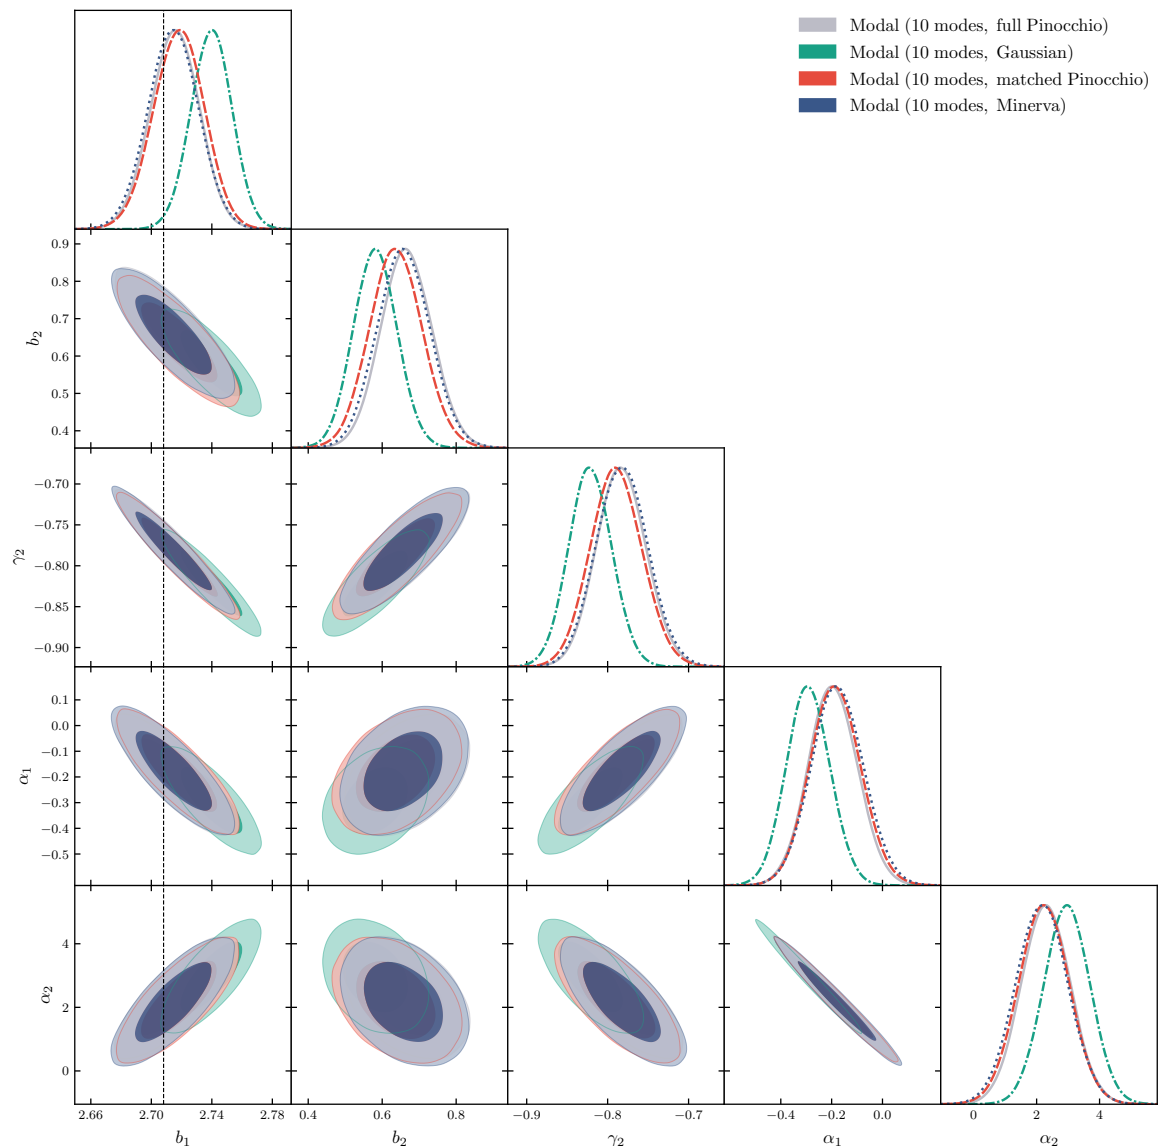 Modal (10 modes, full Pinocchio)
Modal (10 modes, Gaussian)
Modal (10 modes, matched Pinocchio)
Modal (10 modes, Minerva)
0.9
0.8
0.7
0.6
0.5
0.4
b₂
−0.70
−0.75
−0.80
−0.85
−0.90
γ₂
0.1
0.0
−0.1
−0.2
−0.3
−0.4
−0.5
α₁
4
2
0
α₂
2.66 2.70 2.74 2.78
0.4 0.6 0.8
−0.9 −0.8 −0.7
−0.4 −0.2 0.0
0 2 4
b₁ b₂ γ₂ α₁ α₂